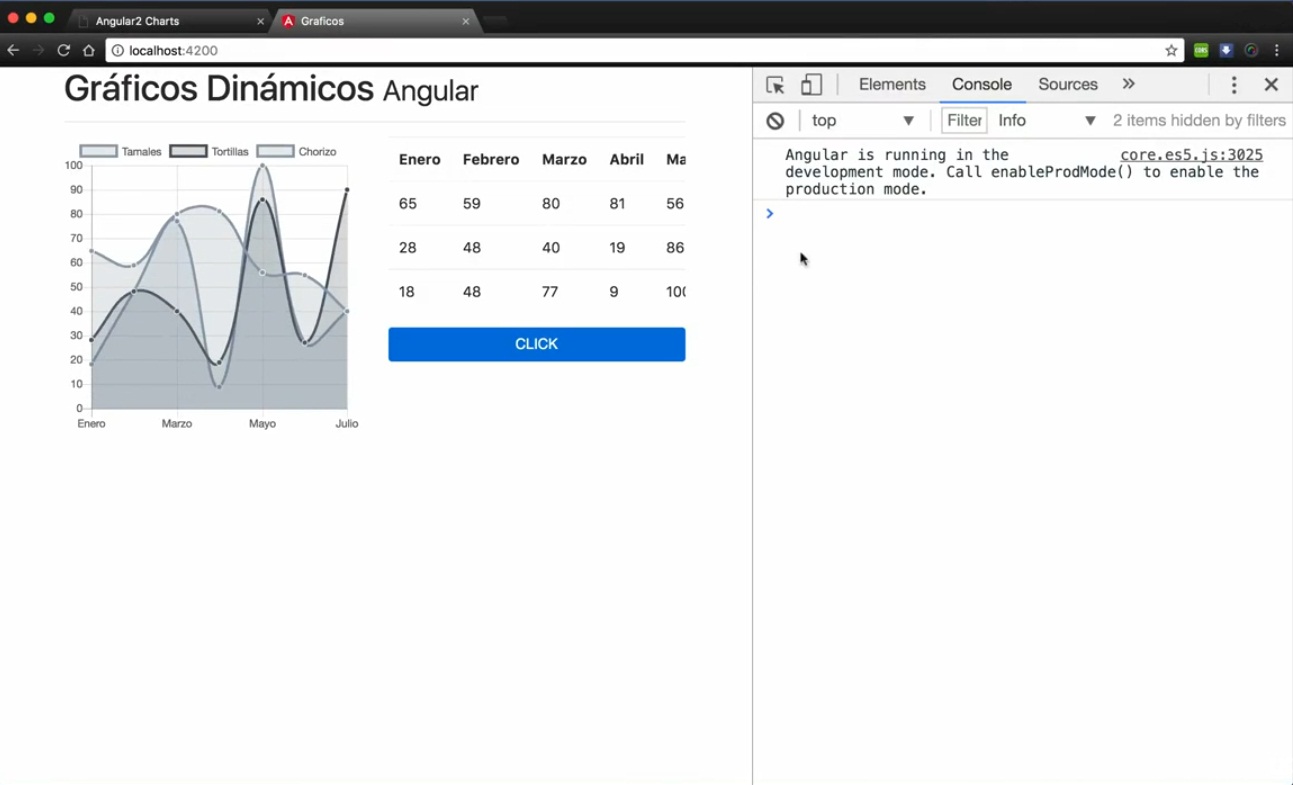 Angular2 Charts
Graficos
localhost:4200
Gráficos Dinámicos Angular
Tamales Tortillas Chorizo
100
90
80
70
60
50
40
30
20
10
0
Enero Marzo Mayo Julio
Enero Febrero Marzo Abril Ma
65 59 80 81 56
28 48 40 19 86
18 48 77 9 100
CLICK
Elements Console Sources »
top Filter Info 2 items hidden by filters
Angular is running in the core.es5.js:3025
development mode. Call enableProdMode() to enable the
production mode.